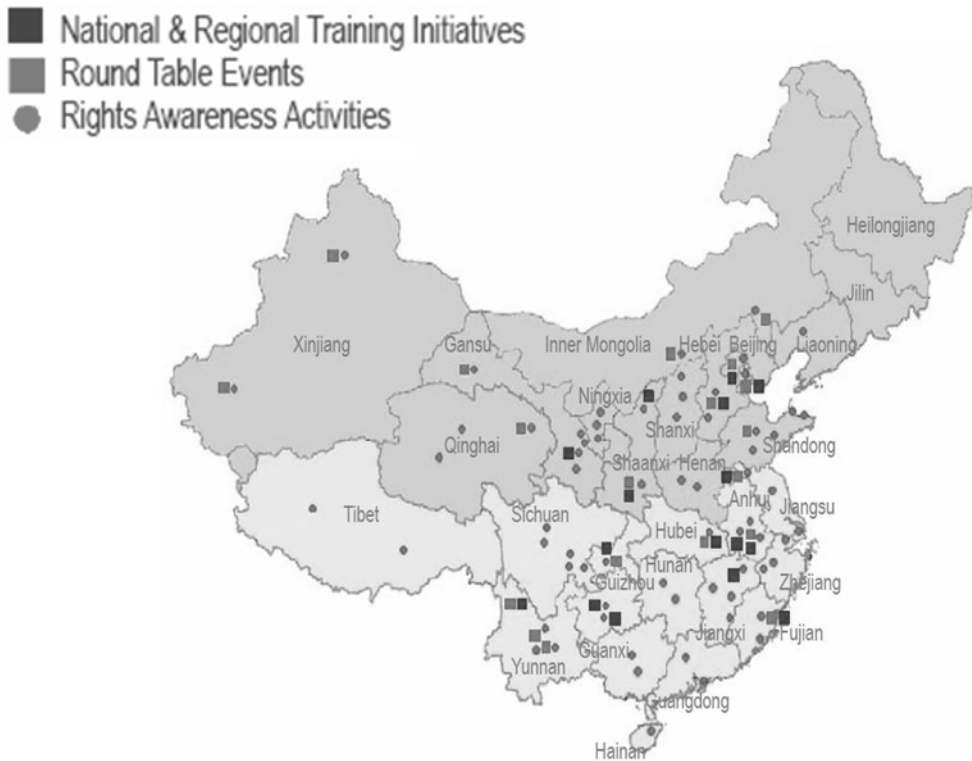 National & Regional Training Initiatives
Round Table Events
Rights Awareness Activities
Heilongjiang
Jilin
Xinjiang
Gansu
Inner Mongolia
Hebei
Beijing
Liaoning
Ningxia
Qinghai
Shanxi
Shandong
Shaanxi
Henan
Tibet
Sichuan
Anhui
Jiangsu
Hubei
Hunan
Guizhou
Zhejiang
Jiangxi
Fujian
Yunnan
Guanxi
Guangdong
Hainan